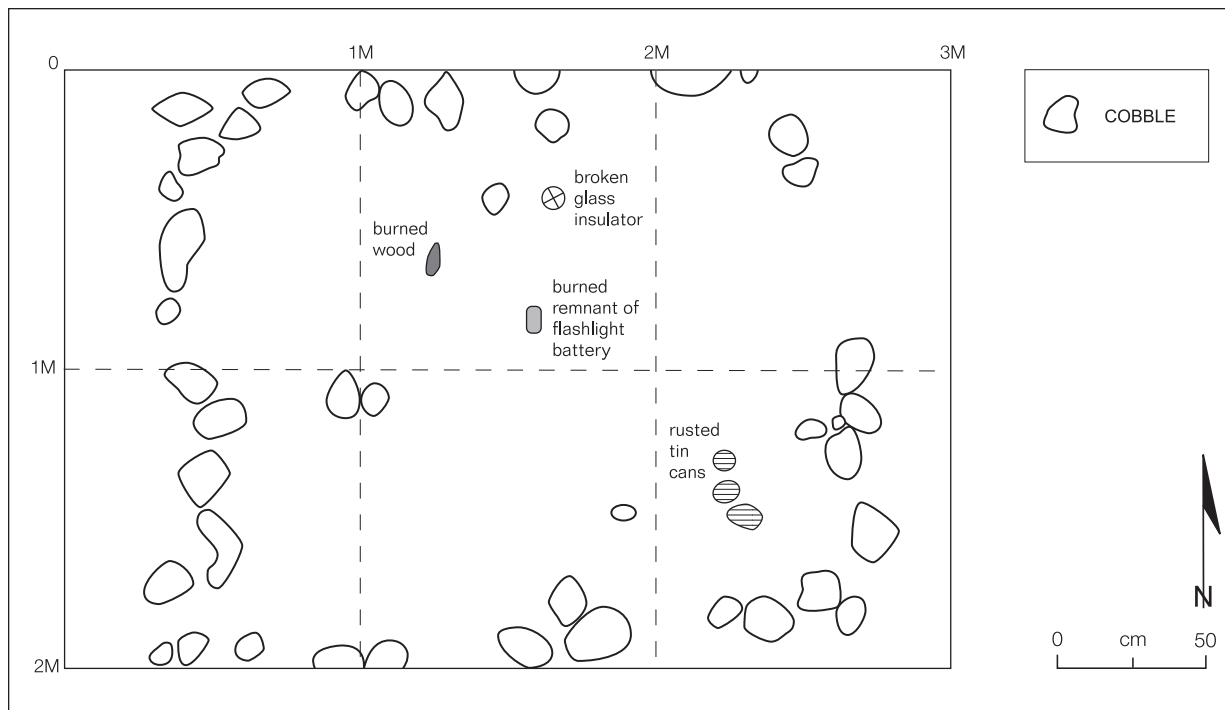 0
1M
2M
3M
COBBLE
broken
glass
insulator
burned
wood
burned
remnant of
flashlight
battery
1M
rusted
tin
cans
2M
N
0 cm 50